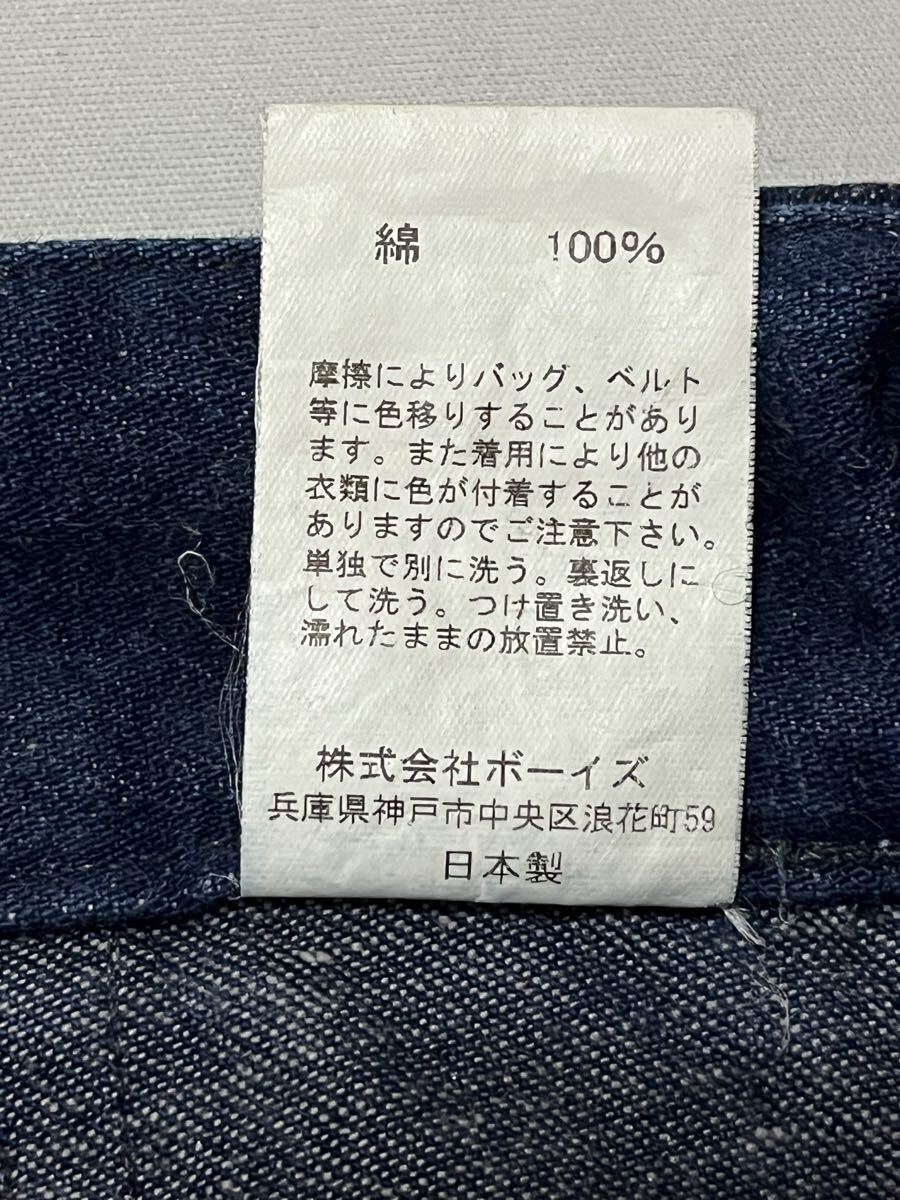 綿 100%
摩擦によりバッグ、ベルト
等に色移りすることがあり
ます。また着用により他の
衣類に色が付着することが
ありますのでご注意下さい。
単独で別に洗う。裏返しに
して洗う。つけ置き洗い、
濡れたままの放置禁止。
株式会社ボーイズ
兵庫県神戸市中央区浪花町59
日本製